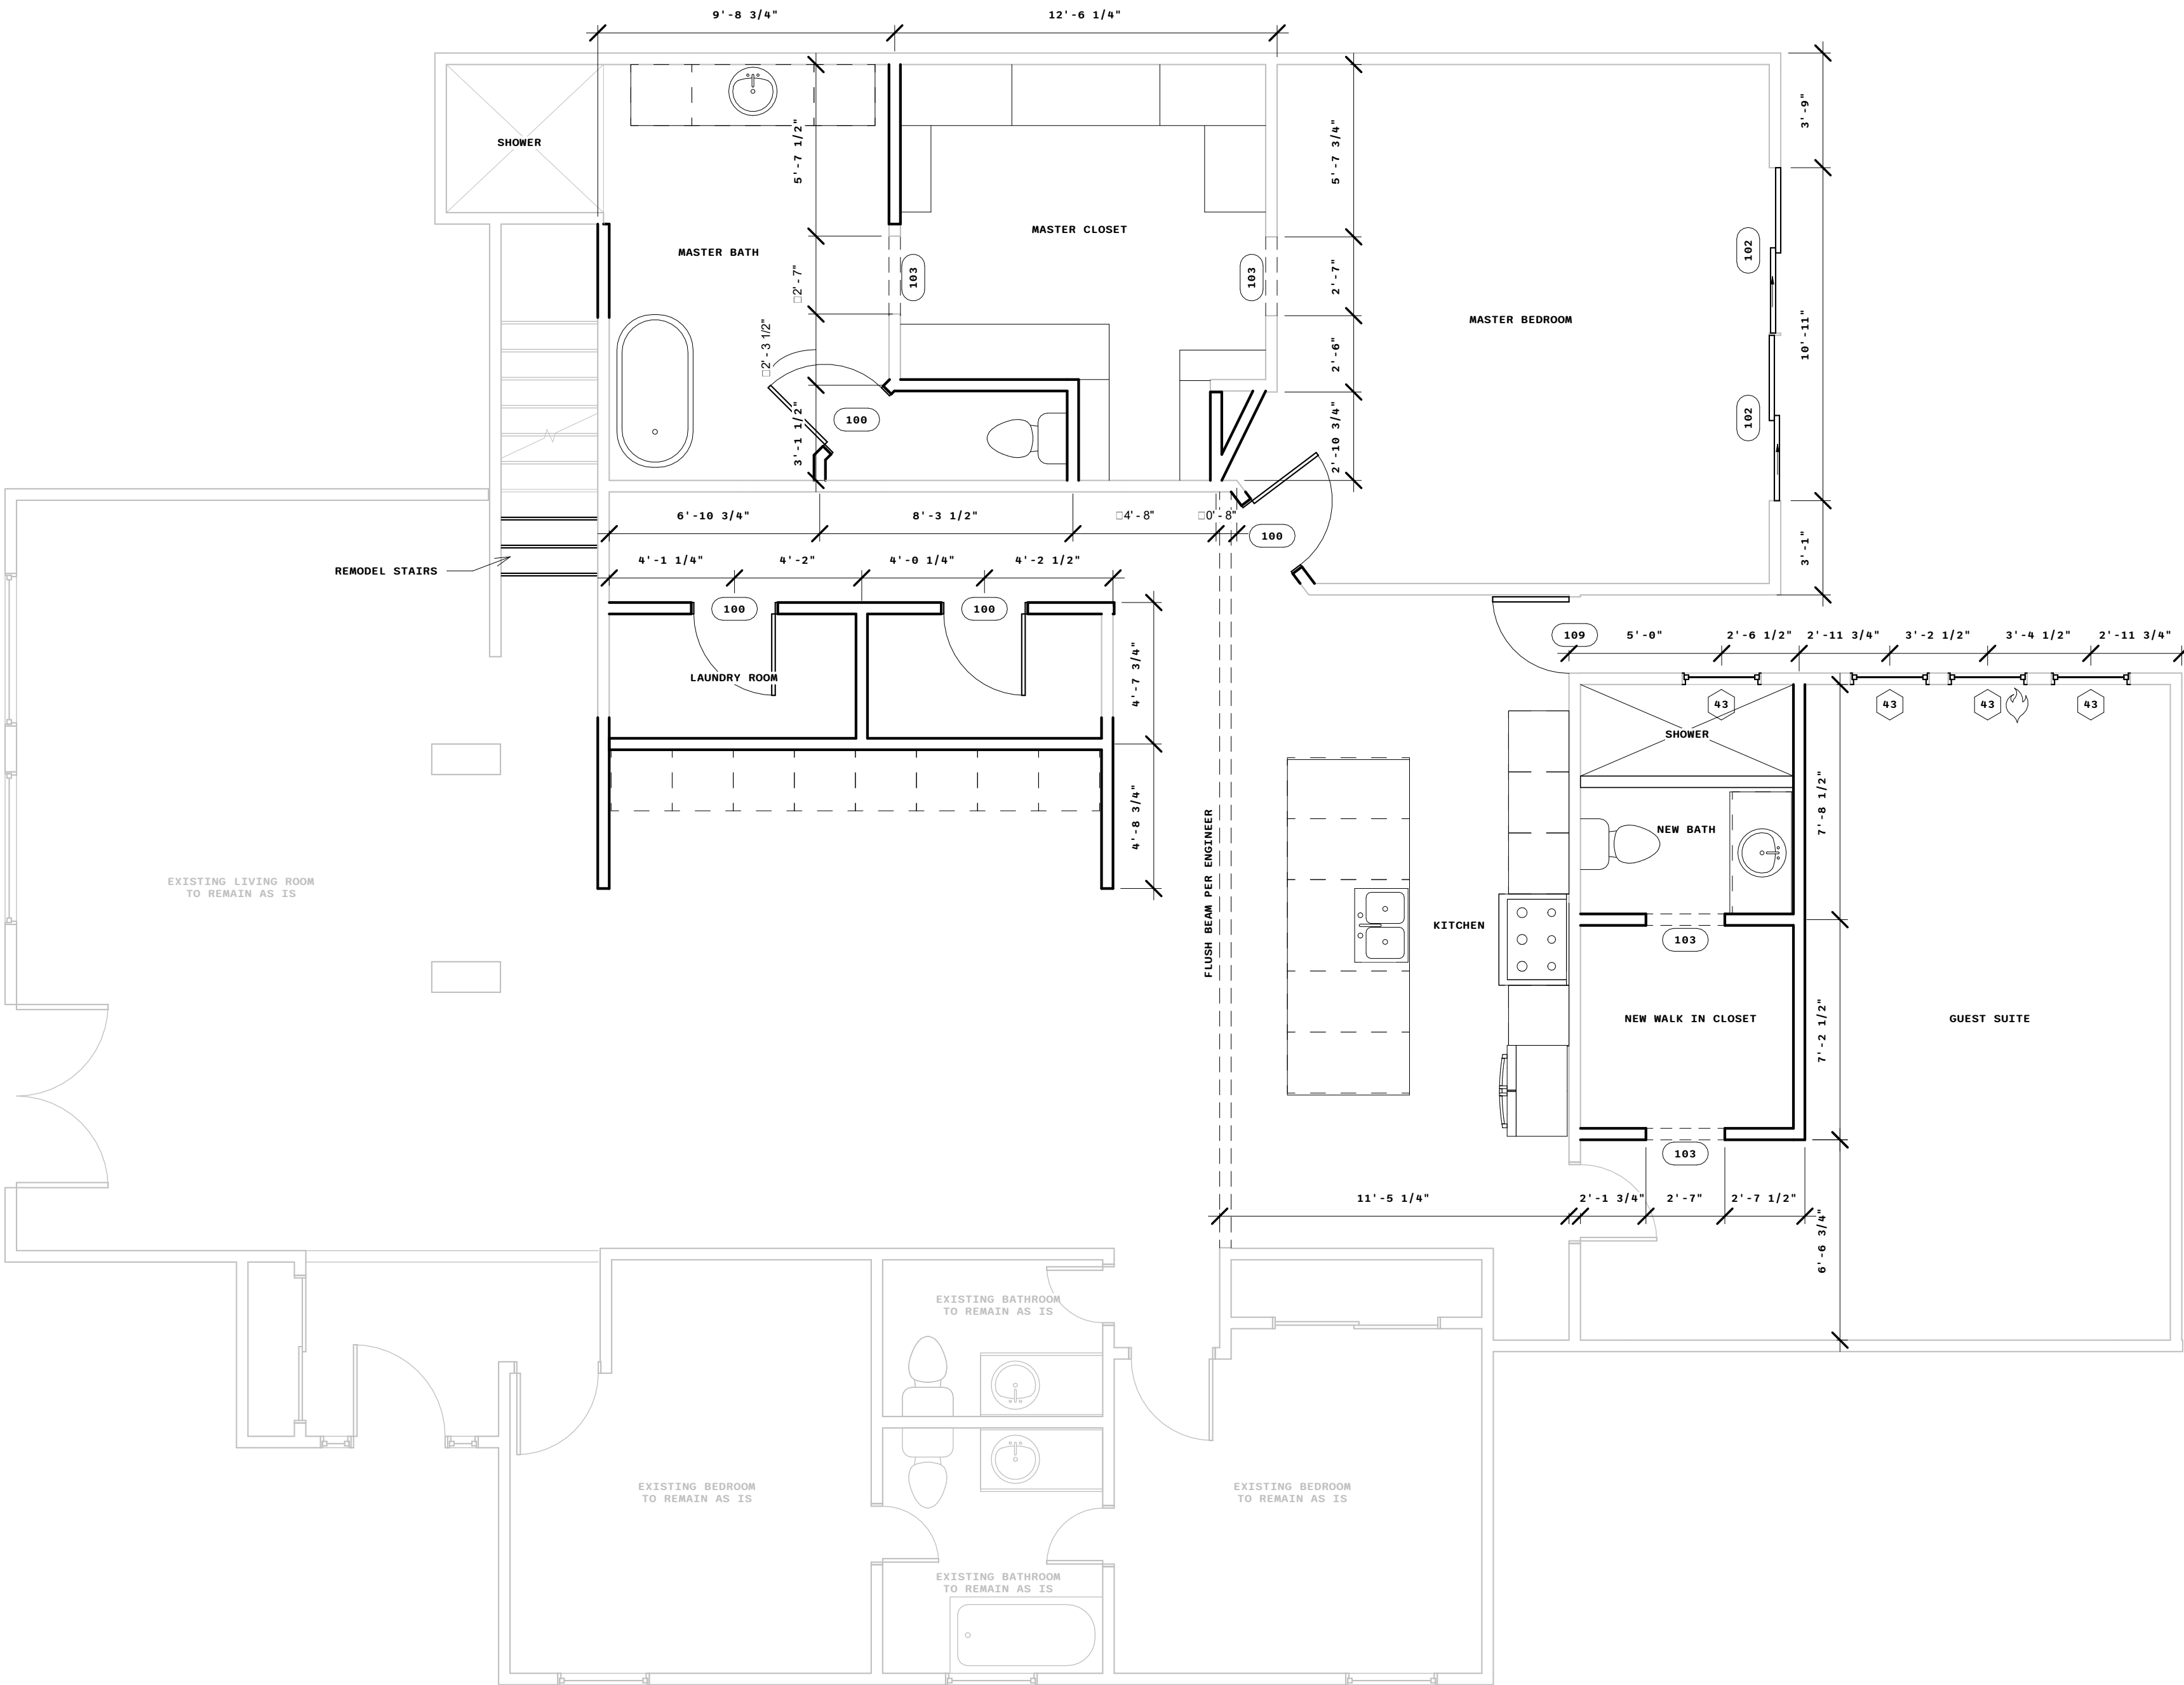 9'-8 3/4"
12'-6 1/4"
SHOWER
5'-7 1/2"
5'-7 3/4"
3'-9"
MASTER BATH
MASTER CLOSET
103
103
□2'-7"
2'-7"
102
MASTER BEDROOM
□2'-3 1/2"
2'-6"
10'-11"
100
102
3'-1 1/2"
2'-10 3/4"
6'-10 3/4"
8'-3 1/2"
□4'-8"
□0'-8"
100
3'-1"
REMODEL STAIRS
4'-1 1/4"
4'-2"
4'-0 1/4"
4'-2 1/2"
100
100
109
5'-0"
2'-6 1/2"
2'-11 3/4"
3'-2 1/2"
3'-4 1/2"
2'-11 3/4"
LAUNDRY ROOM
4'-7 3/4"
43
43
43
43
SHOWER
4'-8 3/4"
7'-8 1/2"
NEW BATH
FLUSH BEAM PER ENGINEER
EXISTING LIVING ROOM
TO REMAIN AS IS
KITCHEN
103
NEW WALK IN CLOSET
7'-2 1/2"
GUEST SUITE
103
11'-5 1/4"
2'-1 3/4"
2'-7"
2'-7 1/2"
6'-6 3/4"
EXISTING BATHROOM
TO REMAIN AS IS
EXISTING BEDROOM
TO REMAIN AS IS
EXISTING BEDROOM
TO REMAIN AS IS
EXISTING BATHROOM
TO REMAIN AS IS